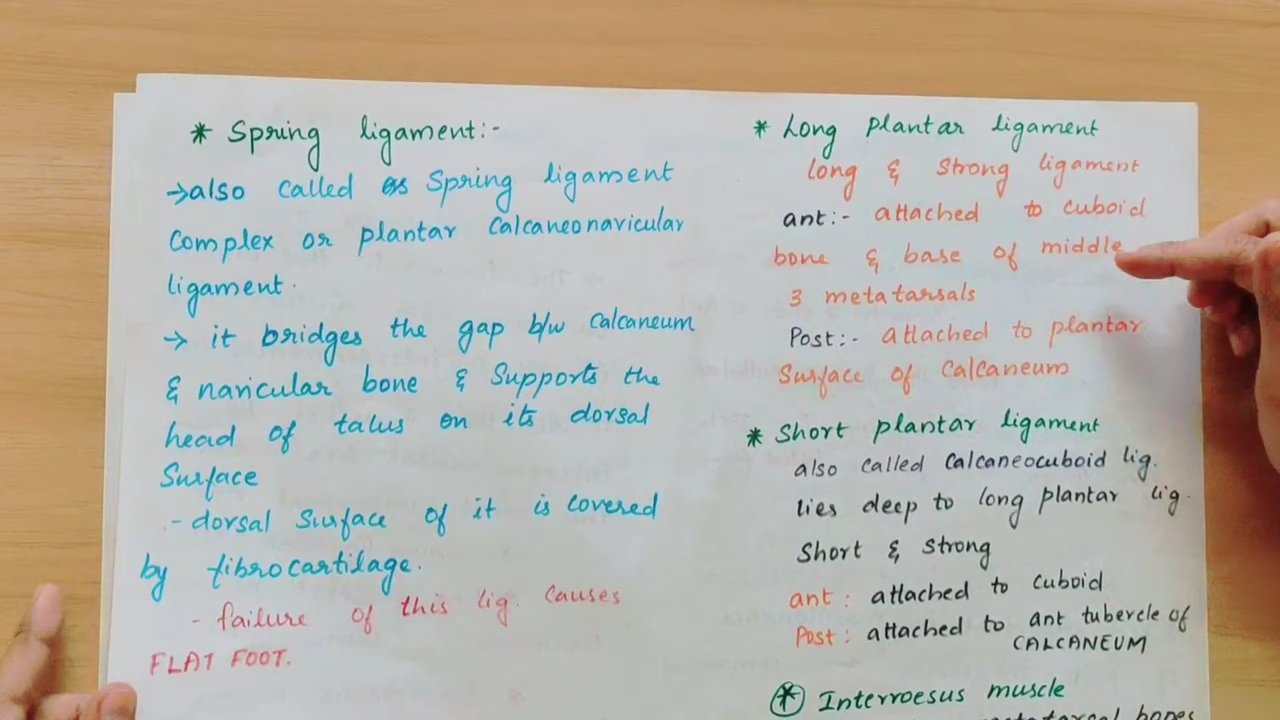 * Spring ligament:-
→ also called as Spring ligament
Complex or plantar Calcaneonavicular
ligament.
→ it bridges the gap b/w Calcaneum
& navicular bone & Supports the
head of talus on its dorsal
Surface
- dorsal Surface of it is covered
by fibrocartilage.
- failure of this lig. causes
FLAT FOOT.
* Long plantar ligament
long & strong ligament
ant:- attached to cuboid
bone & base of middle
3 metatarsals
Post:- attached to plantar
Surface of Calcaneum
* Short plantar ligament
also called Calcaneocuboid lig.
lies deep to long plantar lig.
Short & strong
ant: attached to cuboid
Post: attached to ant tubercle of
CALCANEUM
* Interroesus muscle
bones